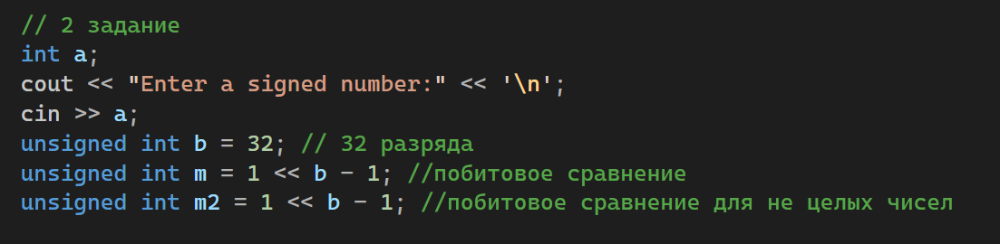 // 2 задание
int a;
cout << "Enter a signed number:" << '\n';
cin >> a;
unsigned int b = 32; // 32 разряда
unsigned int m = 1 << b - 1; //побитовое сравнение
unsigned int m2 = 1 << b - 1; //побитовое сравнение для не целых чисел